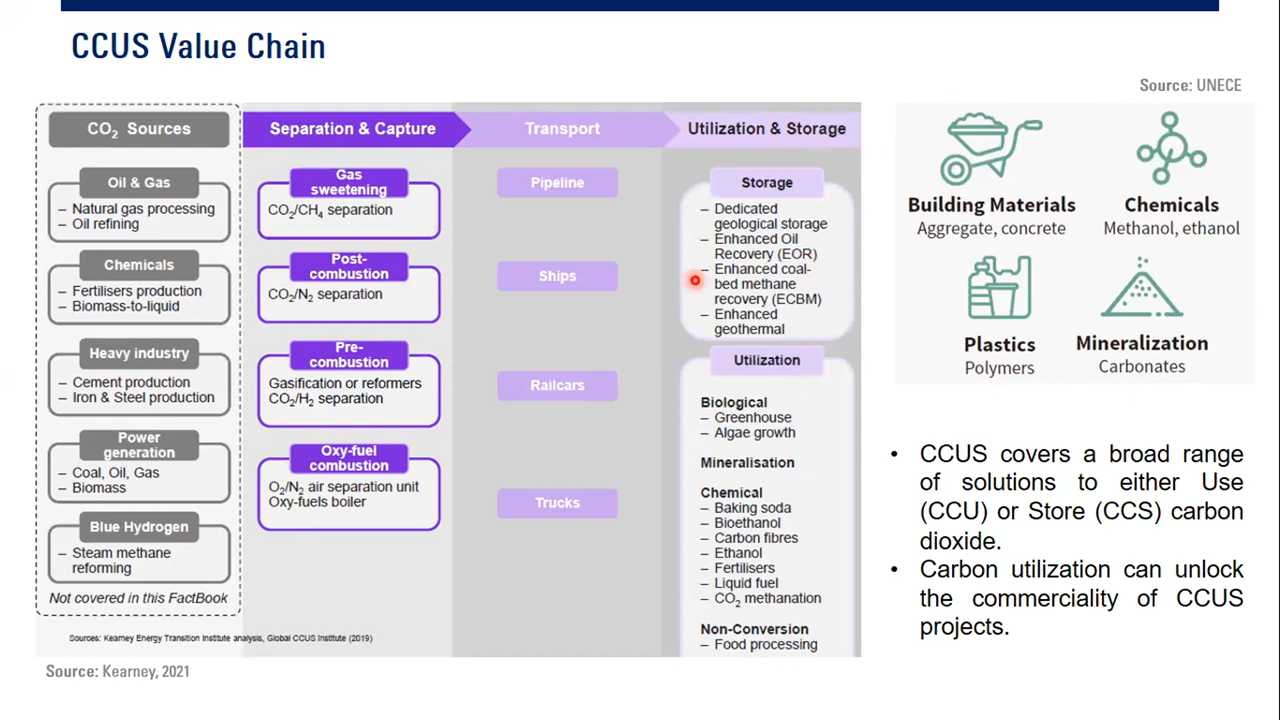 CCUS Value Chain
Source: UNECE
CO₂ Sources
Oil & Gas
– Natural gas processing
– Oil refining
Chemicals
– Fertilisers production
– Biomass-to-liquid
Heavy industry
– Cement production
– Iron & Steel production
Power
generation
– Coal, Oil, Gas
– Biomass
Blue Hydrogen
– Steam methane
reforming
Not covered in this FactBook
Separation & Capture
Gas
sweetening
CO₂/CH₄ separation
Post-
combustion
CO₂/N₂ separation
Pre-
combustion
Gasification or reformers
CO₂/H₂ separation
Oxy-fuel
combustion
O₂/N₂ air separation unit
Oxy-fuels boiler
Transport
Pipeline
Ships
Railcars
Trucks
Utilization & Storage
Storage
– Dedicated
geological storage
– Enhanced Oil
Recovery (EOR)
– Enhanced coal-
bed methane
recovery (ECBM)
– Enhanced
geothermal
Utilization
Biological
– Greenhouse
– Algae growth
Mineralisation
Chemical
– Baking soda
– Bioethanol
– Carbon fibres
– Ethanol
– Fertilisers
– Liquid fuel
– CO₂ methanation
Non-Conversion
– Food processing
Sources: Kearney Energy Transition Institute analysis, Global CCUS Institute (2019)
Source: Kearney, 2021
Building Materials
Aggregate, concrete
Chemicals
Methanol, ethanol
Plastics
Polymers
Mineralization
Carbonates
• CCUS covers a broad range
of solutions to either Use
(CCU) or Store (CCS) carbon
dioxide.
• Carbon utilization can unlock
the commerciality of CCUS
projects.